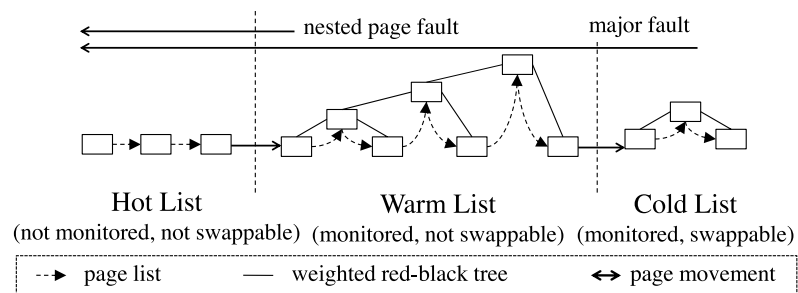 nested page fault
major fault
Hot List
(not monitored, not swappable)
Warm List
(monitored, not swappable)
Cold List
(monitored, swappable)
page list
weighted red-black tree
page movement